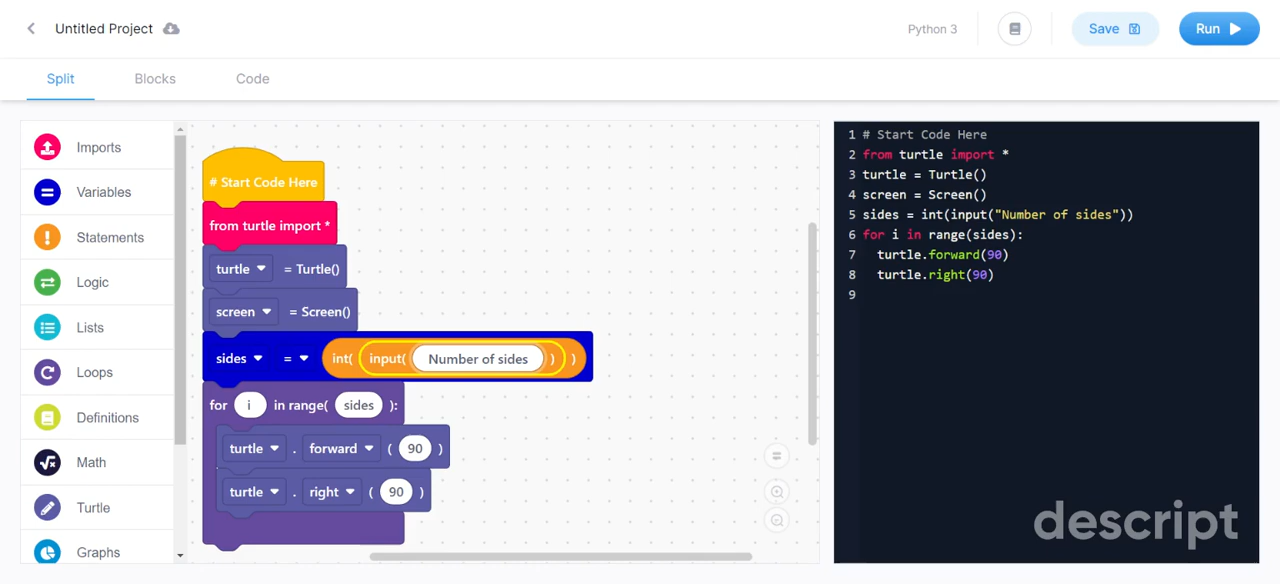 Untitled Project
Python 3
Save
Run
Split
Blocks
Code
Imports
Variables
Statements
Logic
Lists
Loops
Definitions
Math
Turtle
Graphs
# Start Code Here
from turtle import *
turtle = Turtle()
screen = Screen()
sides = int( input( Number of sides ) )
for i in range( sides ):
turtle . forward ( 90 )
turtle . right ( 90 )
1 # Start Code Here
2 from turtle import *
3 turtle = Turtle()
4 screen = Screen()
5 sides = int(input("Number of sides"))
6 for i in range(sides):
7 turtle.forward(90)
8 turtle.right(90)
9
descript